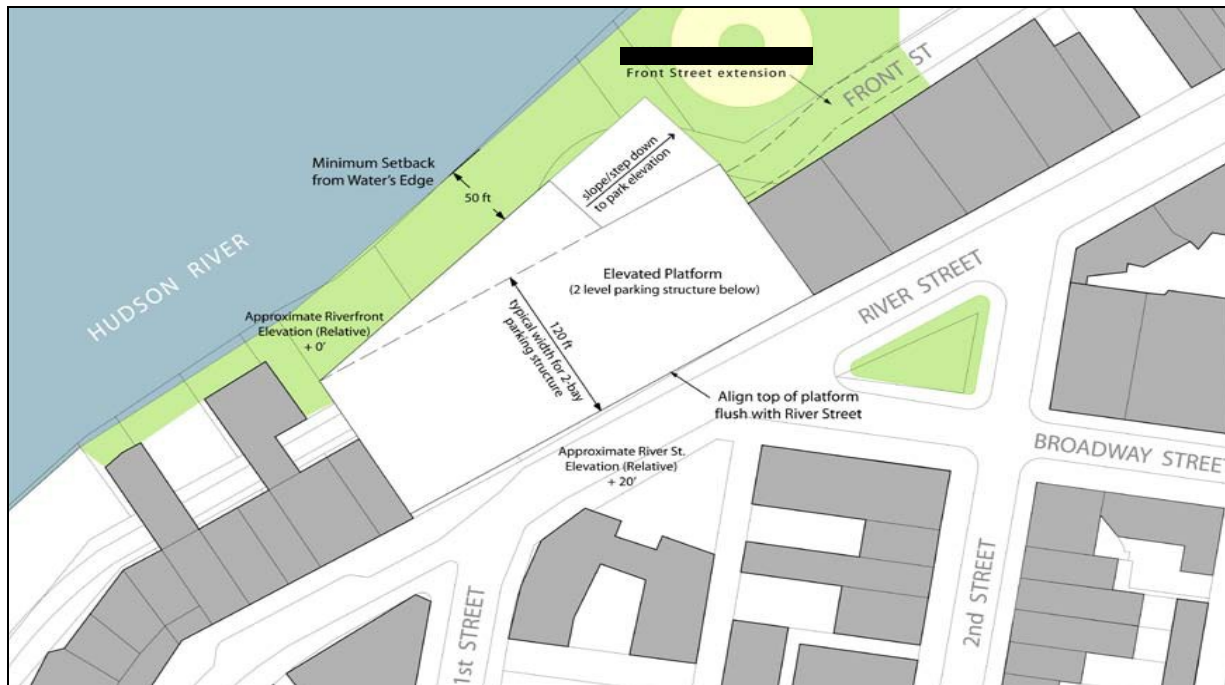 Front Street extension
FRONT ST
Minimum Setback
from Water's Edge
50 ft
slope/step down
to park elevation
HUDSON RIVER
Elevated Platform
(2 level parking structure below)
RIVER STREET
Approximate Riverfront
Elevation (Relative)
+ 0'
120 ft
typical width for 2-bay
parking structure
Align top of platform
flush with River Street
Approximate River St.
Elevation (Relative)
+ 20'
BROADWAY STREET
1st STREET
2nd STREET